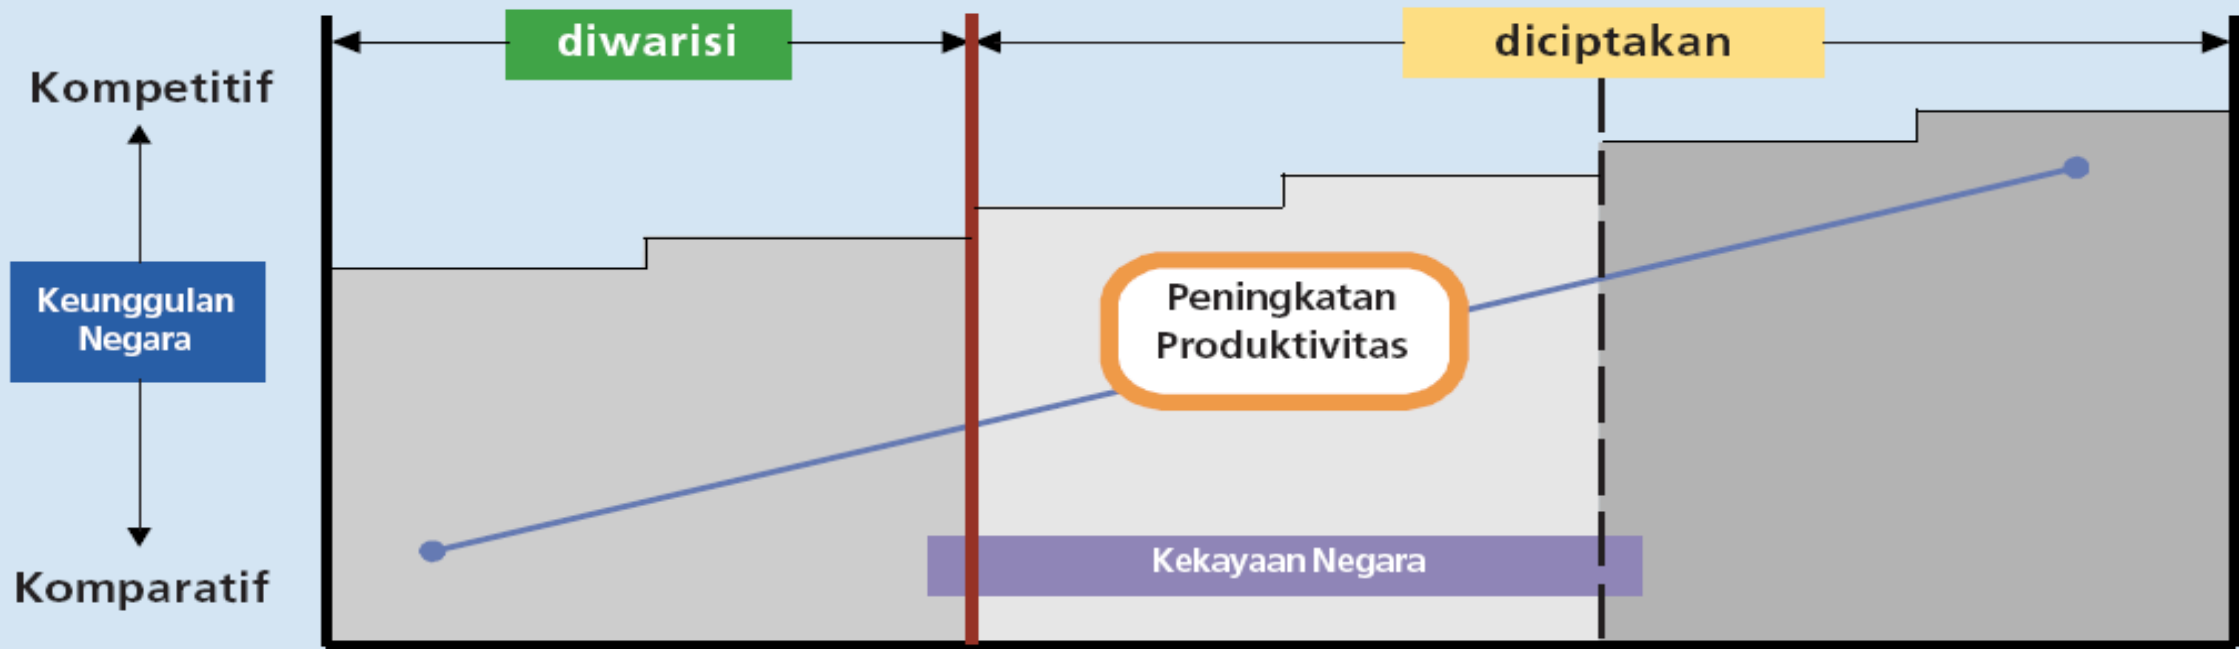 diwarisi
diciptakan
Kompetitif
Keunggulan
Negara
Komparatif
Peningkatan
Produktivitas
Kekayaan Negara